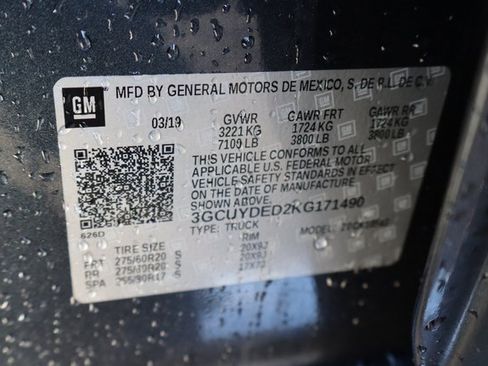 GM
MFD BY GENERAL MOTORS DE MEXICO, S. DE R.L. DE C.V.
03/19 GVWR GAWR FRT GAWR RR
3221 KG 1724 KG 1724 KG
7100 LB 3800 LB 3800 LB
THIS VEHICLE CONFORMS TO ALL
APPLICABLE U.S. FEDERAL MOTOR
VEHICLE SAFETY STANDARDS IN EFFECT
ON THE DATE OF MANUFACTURE
SHOWN ABOVE.
3GCUYDED2KG171490
626D TYPE: TRUCK MODEL:
TIRE SIZE RIM
FRT 275/60R20 S 20X9J
RR 275/60R20 S 20X9J
SPA